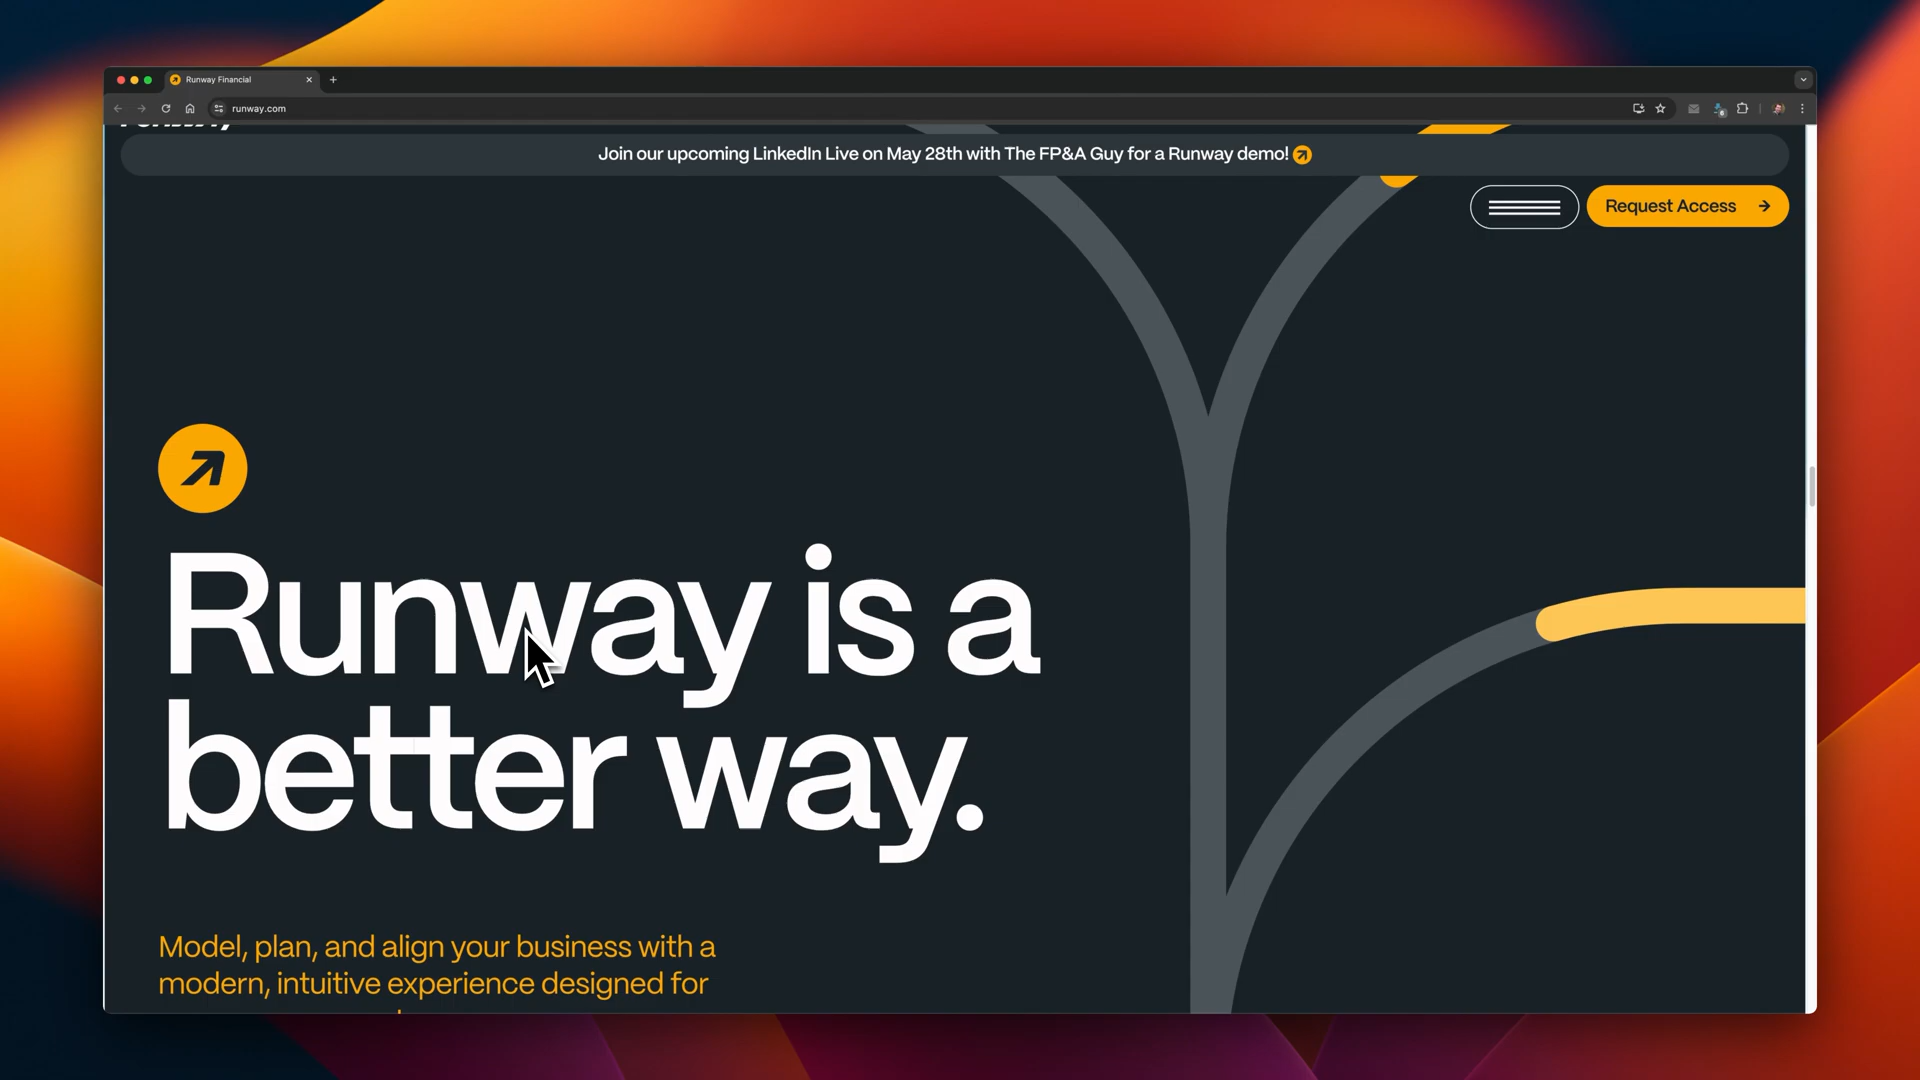 Runway Financial
runway.com
Join our upcoming LinkedIn Live on May 28th with The FP&A Guy for a Runway demo!
Request Access
Runway is a
better way.
Model, plan, and align your business with a
modern, intuitive experience designed for